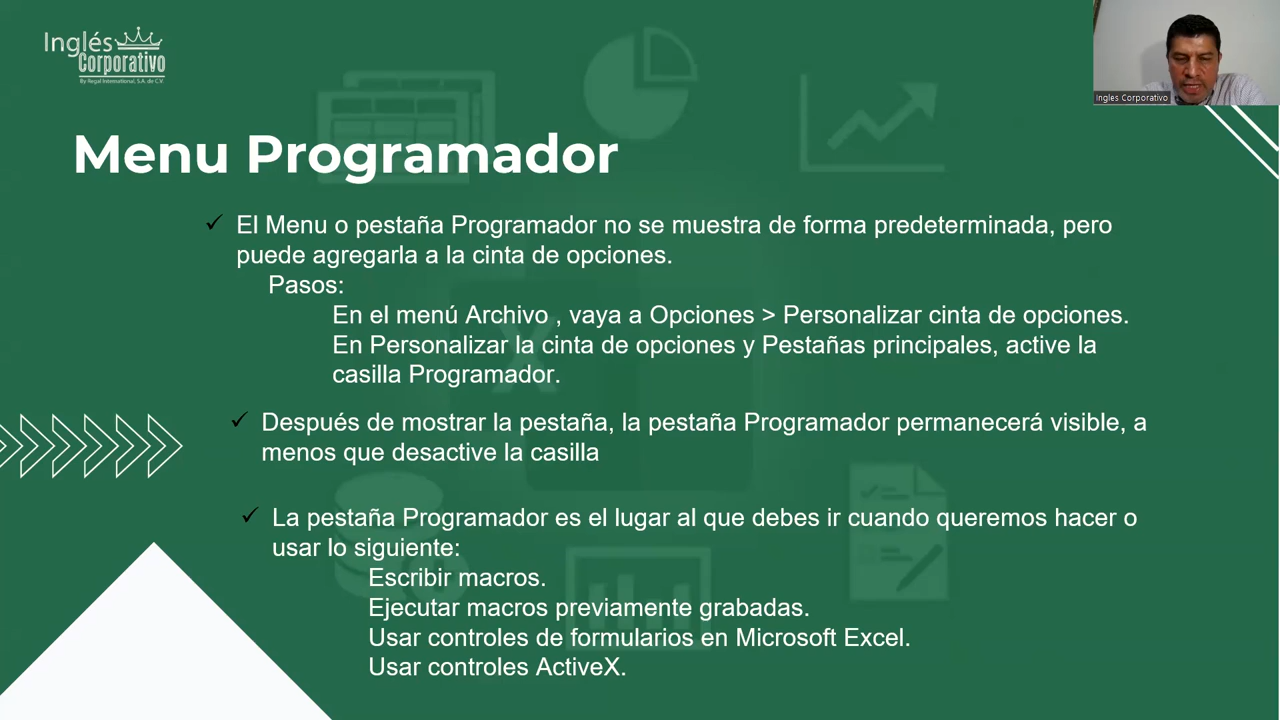 Inglés
Corporativo
By Regal International, S.A. de C.V.
Ingles Corporativo
Menu Programador
El Menu o pestaña Programador no se muestra de forma predeterminada, pero
puede agregarla a la cinta de opciones.
Pasos:
En el menú Archivo , vaya a Opciones > Personalizar cinta de opciones.
En Personalizar la cinta de opciones y Pestañas principales, active la
casilla Programador.
Después de mostrar la pestaña, la pestaña Programador permanecerá visible, a
menos que desactive la casilla
La pestaña Programador es el lugar al que debes ir cuando queremos hacer o
usar lo siguiente:
Escribir macros.
Ejecutar macros previamente grabadas.
Usar controles de formularios en Microsoft Excel.
Usar controles ActiveX.